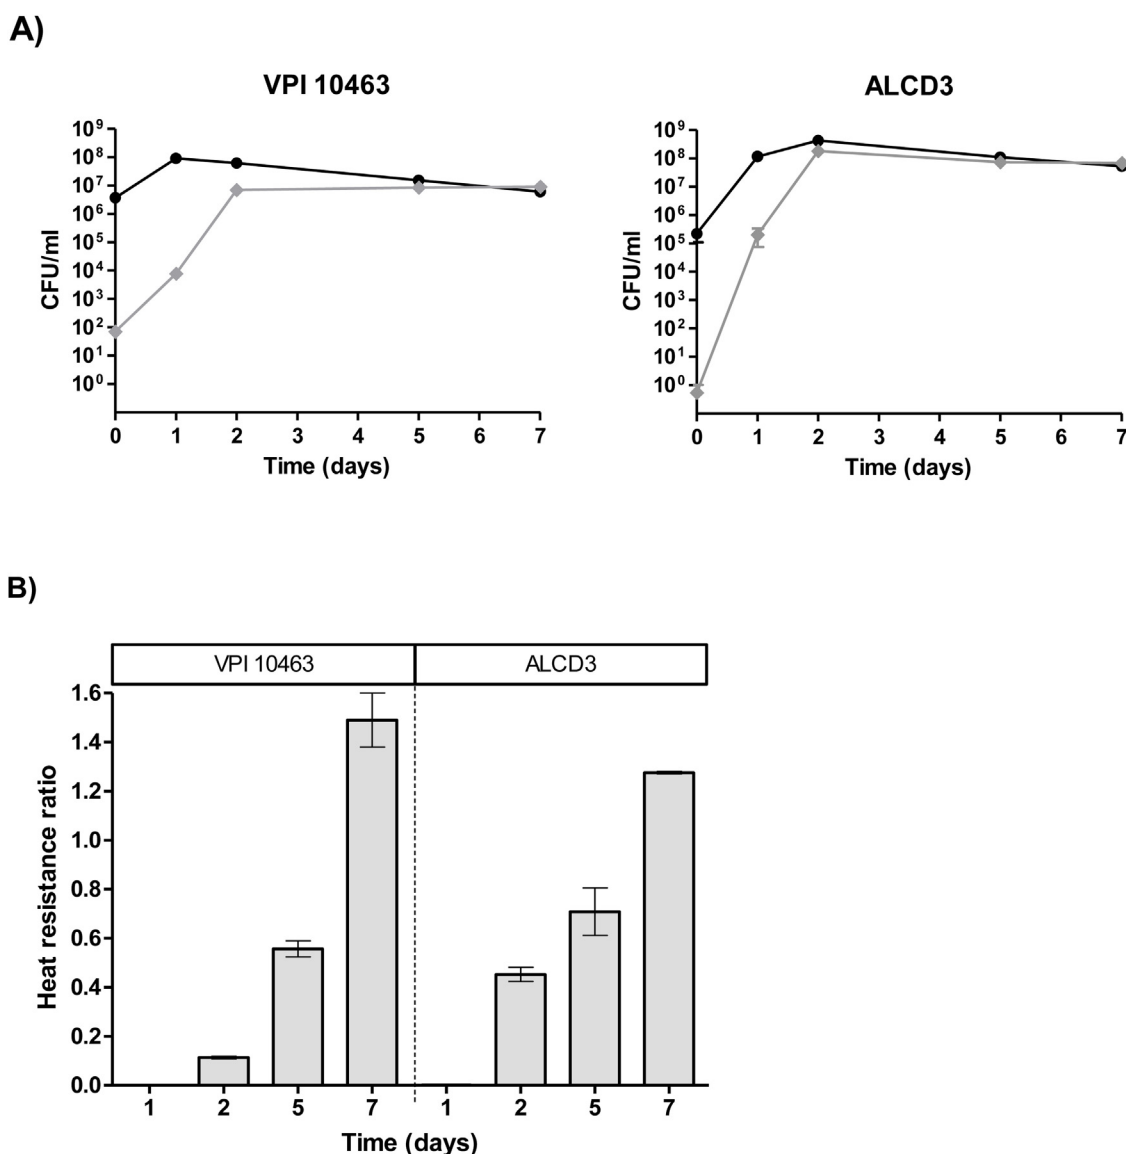 A)
VPI 10463
ALCD3
10⁹
10⁸
10⁷
10⁶
10⁵
10⁴
10³
10²
10¹
10⁰
CFU/ml
0 1 2 3 4 5 6 7
Time (days)
10⁹
10⁸
10⁷
10⁶
10⁵
10⁴
10³
10²
10¹
10⁰
CFU/ml
0 1 2 3 4 5 6 7
Time (days)
B)
VPI 10463
ALCD3
1.6
1.4
1.2
1.0
0.8
0.6
0.4
0.2
0.0
Heat resistance ratio
1 2 5 7 1 2 5 7
Time (days)